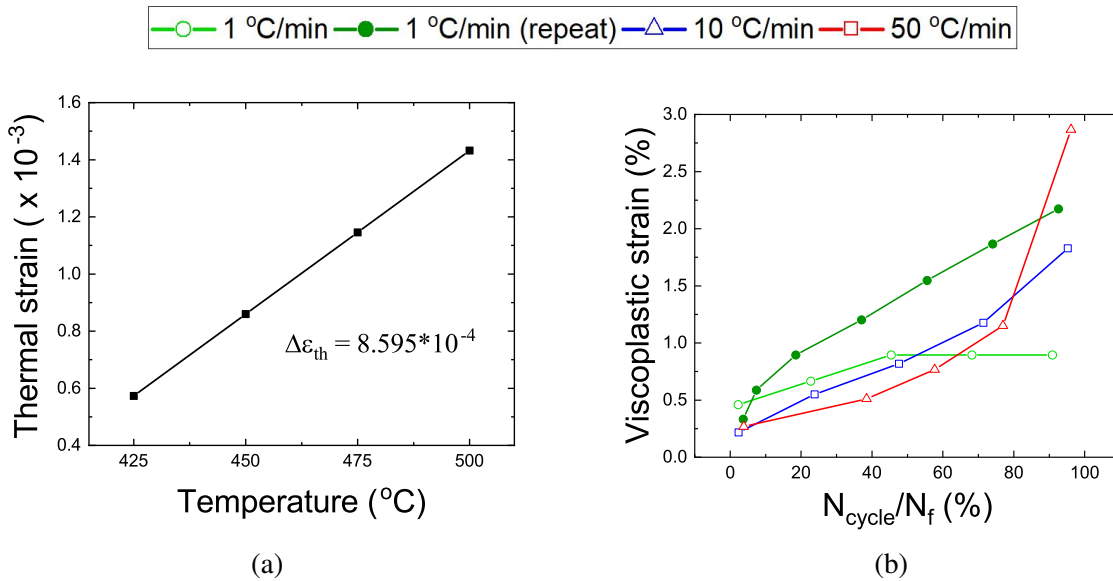 1 °C/min 1 °C/min (repeat) 10 °C/min 50 °C/min
Thermal strain ( x 10⁻³)
1.6
1.4
1.2
1.0
0.8
0.6
0.4
Δεₜₕ = 8.595*10⁻⁴
425 450 475 500
Temperature (°C)
(a)
Viscoplastic strain (%)
3.0
2.5
2.0
1.5
1.0
0.5
0.0
0 20 40 60 80 100
N_cycle/N_f (%)
(b)